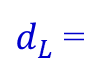 d_L =